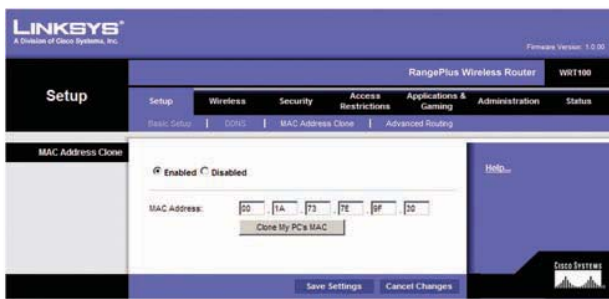 LINKSYS®
A Division of Cisco Systems, Inc.
Firmware Version: 1.0.00
RangePlus Wireless Router
WRT100
Setup
Setup
Wireless
Security
Access Restrictions
Applications & Gaming
Administration
Status
Basic Setup | DDNS | MAC Address Clone | Advanced Routing
MAC Address Clone
Enabled Disabled
MAC Address: 00 . 1A . 73 . 7E . 9F . 20
Clone My PC's MAC
Help...
Save Settings Cancel Changes
CISCO SYSTEMS